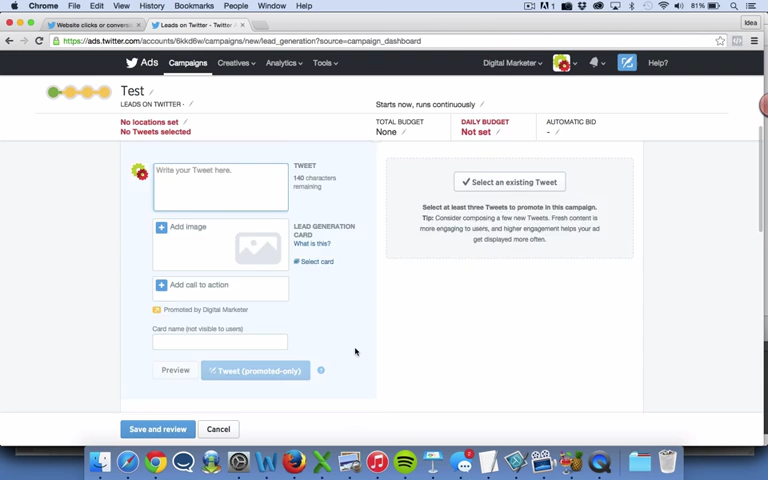 Chrome File Edit View History Bookmarks People Window Help
81%
Website clicks or convers
Leads on Twitter - Twitter
Idea
https://ads.twitter.com/accounts/6kkd6w/campaigns/new/lead_generation?source=campaign_dashboard
Ads Campaigns Creatives Analytics Tools Digital Marketer Help?
Test
LEADS ON TWITTER ·
Starts now, runs continuously
No locations set
No Tweets selected
TOTAL BUDGET
None
DAILY BUDGET
Not set
AUTOMATIC BID
-
Write your Tweet here.
TWEET
140 characters
remaining
Add image
LEAD GENERATION
CARD
What is this?
Select card
Add call to action
Promoted by Digital Marketer
Card name (not visible to users)
Preview
Tweet (promoted-only)
?
Select an existing Tweet
Select at least three Tweets to promote in this campaign.
Tip: Consider composing a few new Tweets. Fresh content is
more engaging to users, and higher engagement helps your ad
get displayed more often.
Save and review
Cancel